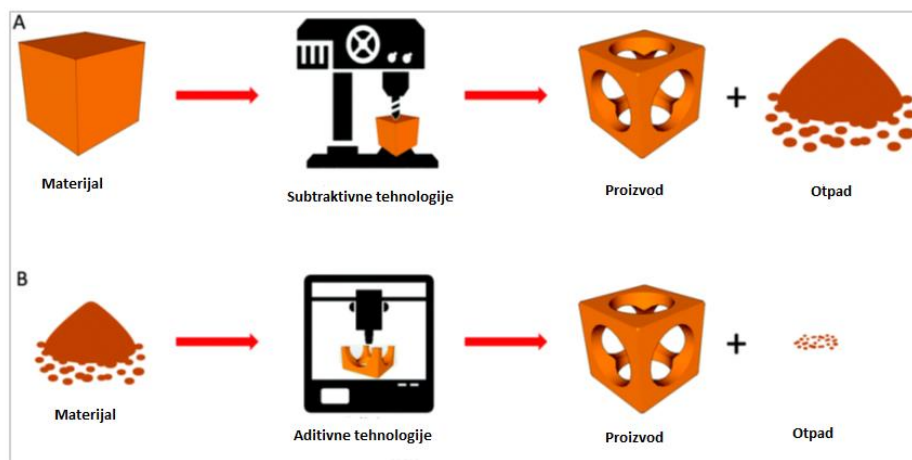 A
Materijal
Subtraktivne tehnologije
Proizvod
+
Otpad
B
Materijal
Aditivne tehnologije
Proizvod
+
Otpad